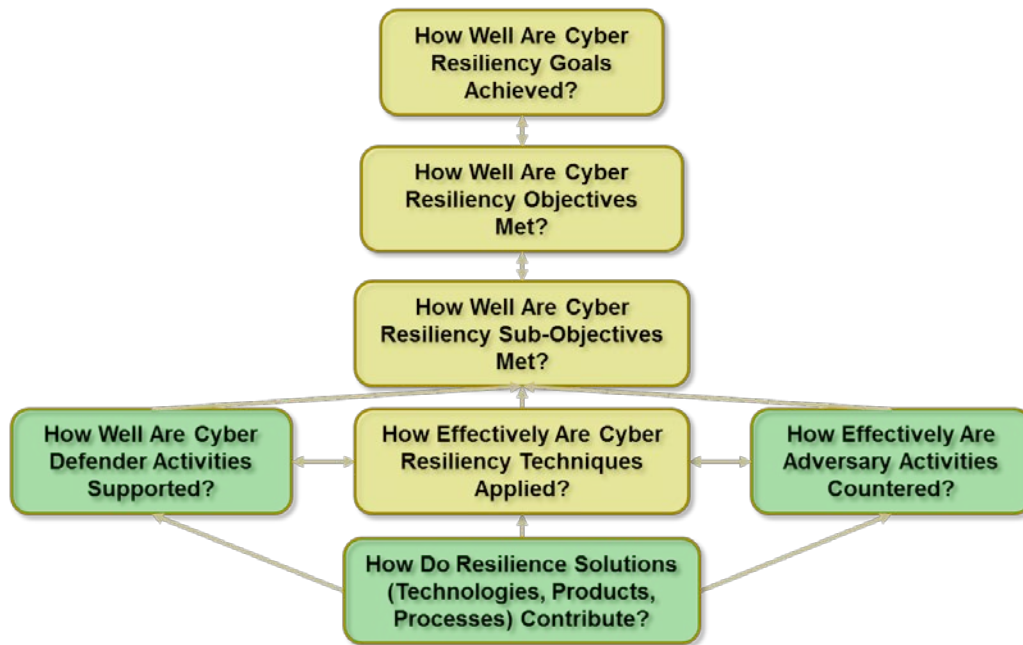 How Well Are Cyber
Resiliency Goals
Achieved?
How Well Are Cyber
Resiliency Objectives
Met?
How Well Are Cyber
Resiliency Sub-Objectives
Met?
How Well Are Cyber
Defender Activities
Supported?
How Effectively Are Cyber
Resiliency Techniques
Applied?
How Effectively Are
Adversary Activities
Countered?
How Do Resilience Solutions
(Technologies, Products,
Processes) Contribute?